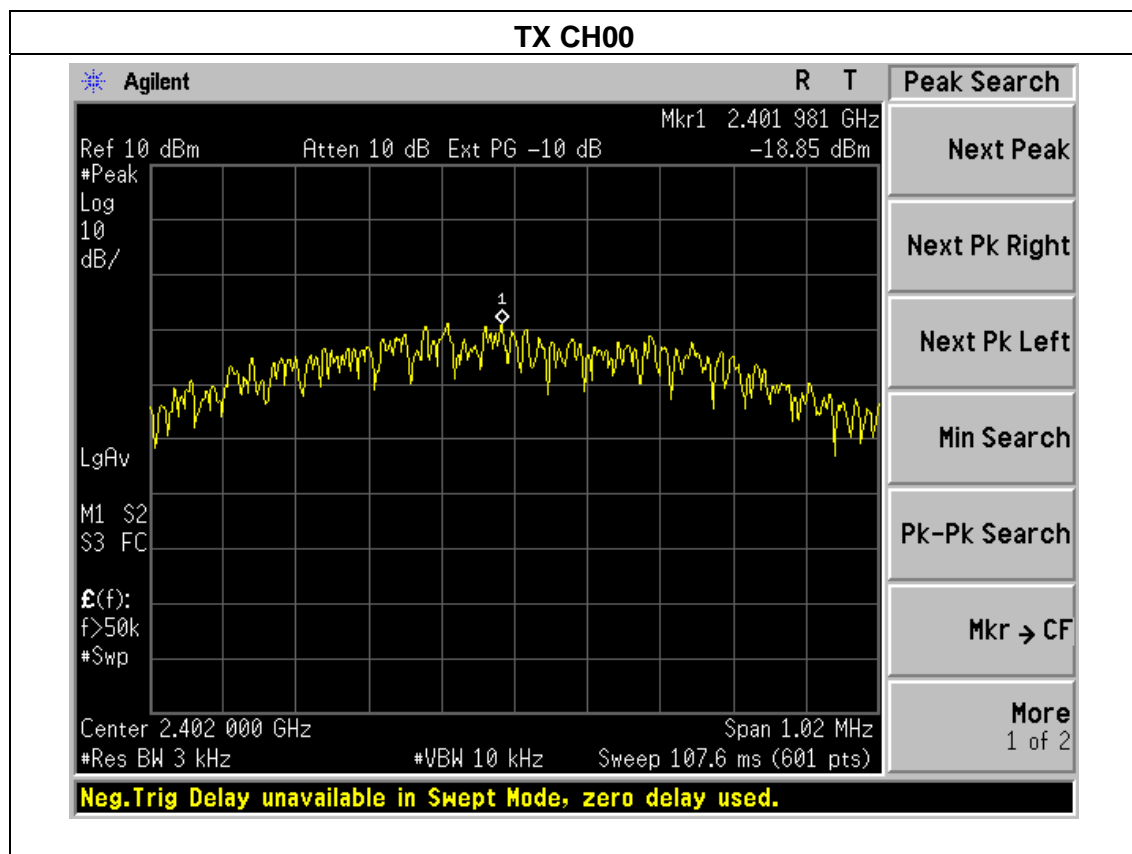 TX CH00
Agilent R T Peak Search
Mkr1 2.401 981 GHz
Ref 10 dBm Atten 10 dB Ext PG -10 dB -18.85 dBm
#Peak
Log
10
dB/
1
LgAv
M1 S2
S3 FC
£(f):
f>50k
#Swp
Center 2.402 000 GHz Span 1.02 MHz
#Res BW 3 kHz #VBW 10 kHz Sweep 107.6 ms (601 pts)
Neg.Trig Delay unavailable in Swept Mode, zero delay used.
Next Peak
Next Pk Right
Next Pk Left
Min Search
Pk-Pk Search
Mkr → CF
More
1 of 2